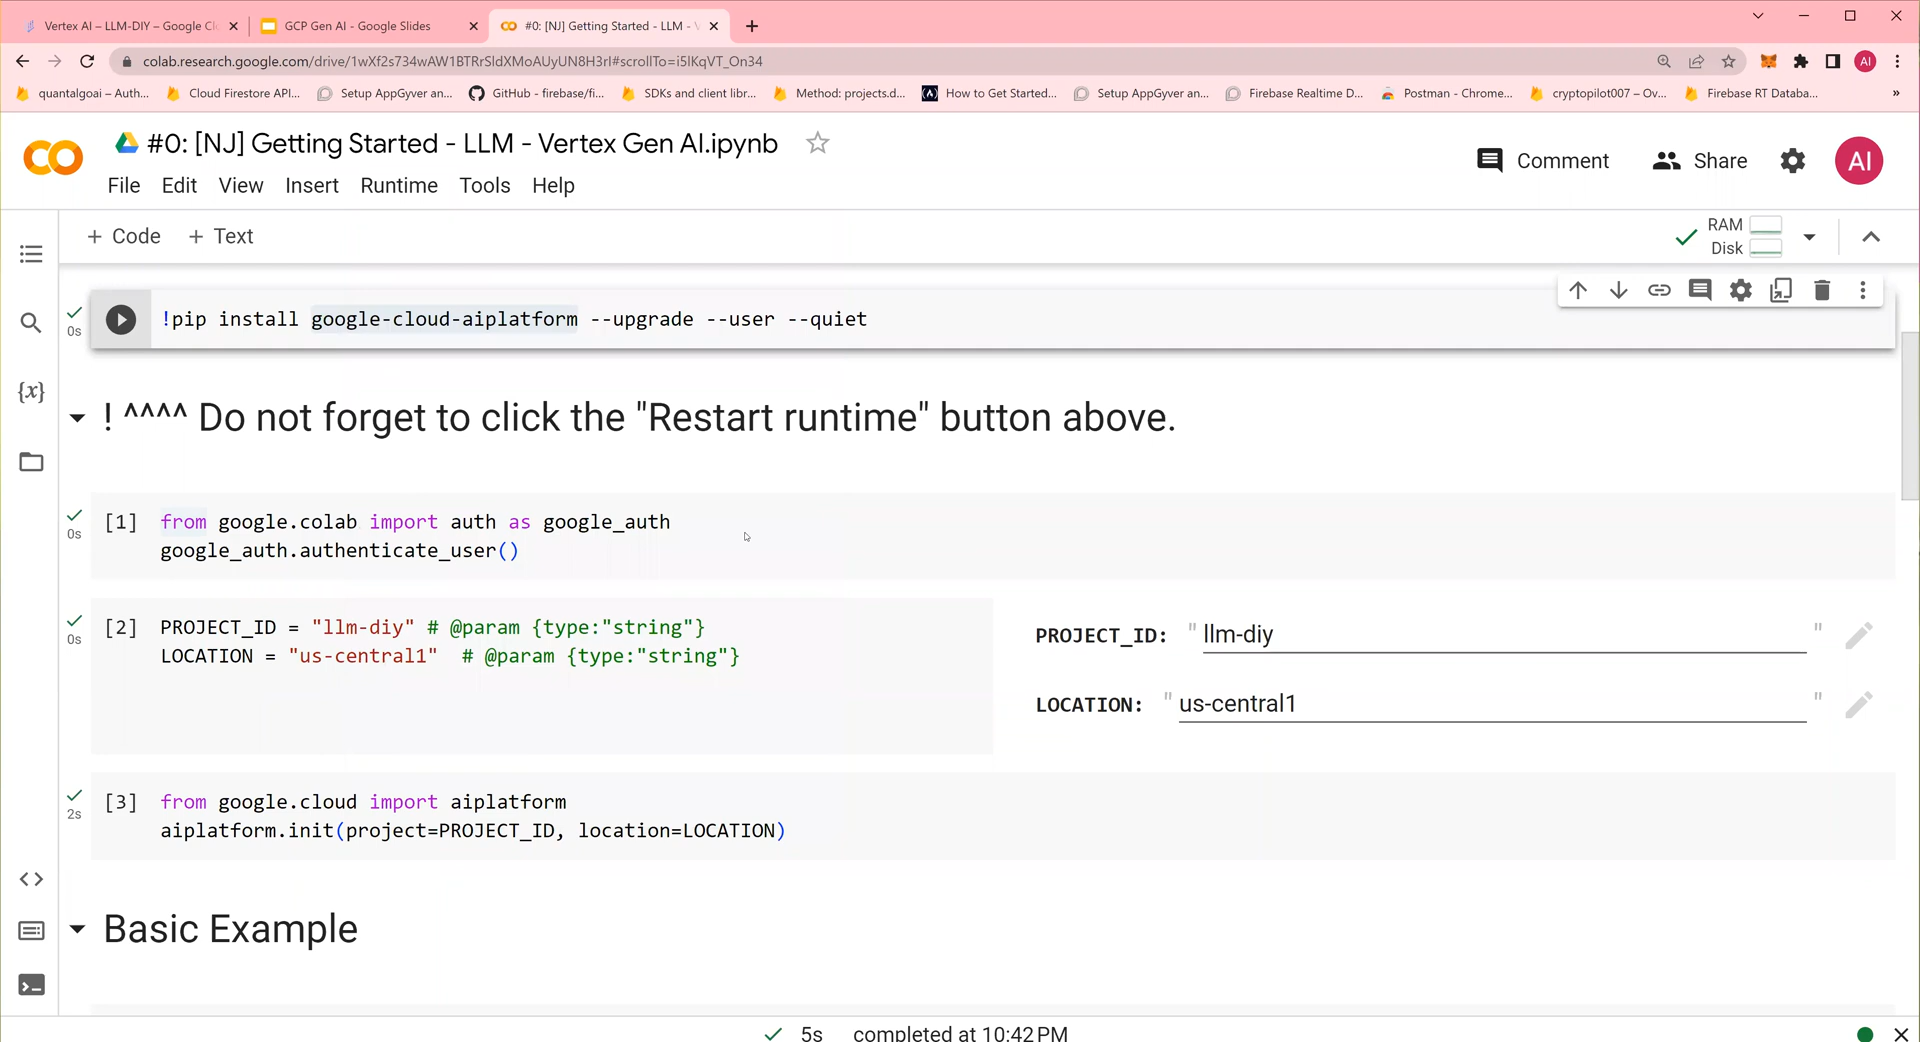 Vertex AI – LLM-DIY – Google Clo
GCP Gen AI - Google Slides
#0: [NJ] Getting Started - LLM - V
colab.research.google.com/drive/1wXf2s734wAW1BTRrSldXMoAUyUN8H3rI#scrollTo=i5lKqVT_On34
AI
quantalgoai – Auth...
Cloud Firestore API...
Setup AppGyver an...
GitHub - firebase/fi...
SDKs and client libr...
Method: projects.d...
How to Get Started...
Setup AppGyver an...
Firebase Realtime D...
Postman - Chrome...
cryptopilot007 – Ov...
Firebase RT Databa...
»
#0: [NJ] Getting Started - LLM - Vertex Gen AI.ipynb
Comment
Share
AI
File Edit View Insert Runtime Tools Help
+ Code + Text
RAM
Disk
0s
!pip install google-cloud-aiplatform --upgrade --user --quiet
! ^^^^ Do not forget to click the "Restart runtime" button above.
0s
[1] from google.colab import auth as google_auth
google_auth.authenticate_user()
0s
[2] PROJECT_ID = "llm-diy" # @param {type:"string"}
LOCATION = "us-central1"  # @param {type:"string"}
PROJECT_ID: " llm-diy "
LOCATION: " us-central1 "
2s
[3] from google.cloud import aiplatform
aiplatform.init(project=PROJECT_ID, location=LOCATION)
Basic Example
5s completed at 10:42 PM